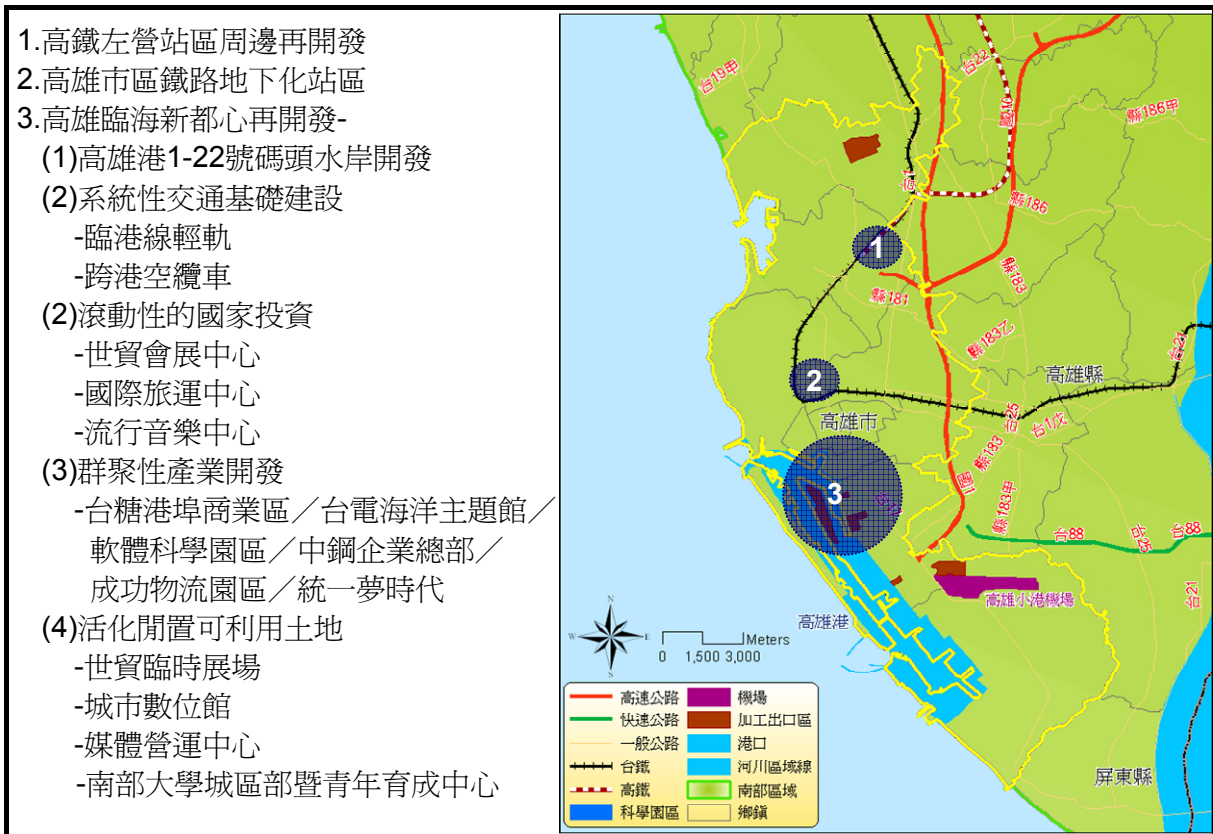 1.高鐵左營站區周邊再開發
2.高雄市區鐵路地下化站區
3.高雄臨海新都心再開發-
(1)高雄港1-22號碼頭水岸開發
(2)系統性交通基礎建設
-臨港線輕軌
-跨港空纜車
(2)滾動性的國家投資
-世貿會展中心
-國際旅運中心
-流行音樂中心
(3)群聚性產業開發
-台糖港埠商業區／台電海洋主題館／
軟體科學園區／中鋼企業總部／
成功物流園區／統一夢時代
(4)活化閒置可利用土地
-世貿臨時展場
-城市數位館
-媒體營運中心
-南部大學城區部暨青年育成中心
台19甲
台22
國10
縣186甲
台1
縣186
1
縣183
縣181
縣183乙
台21
2
高雄縣
台25
台1戊
高雄市
縣183
國1
3
縣183甲
台88
台25
台88
台21
高雄小港機場
高雄港
N
W
E
S
Meters
0 1,500 3,000
高速公路
機場
快速公路
加工出口區
一般公路
港口
台鐵
河川區域線
高鐵
南部區域
科學園區
鄉鎮
屏東縣